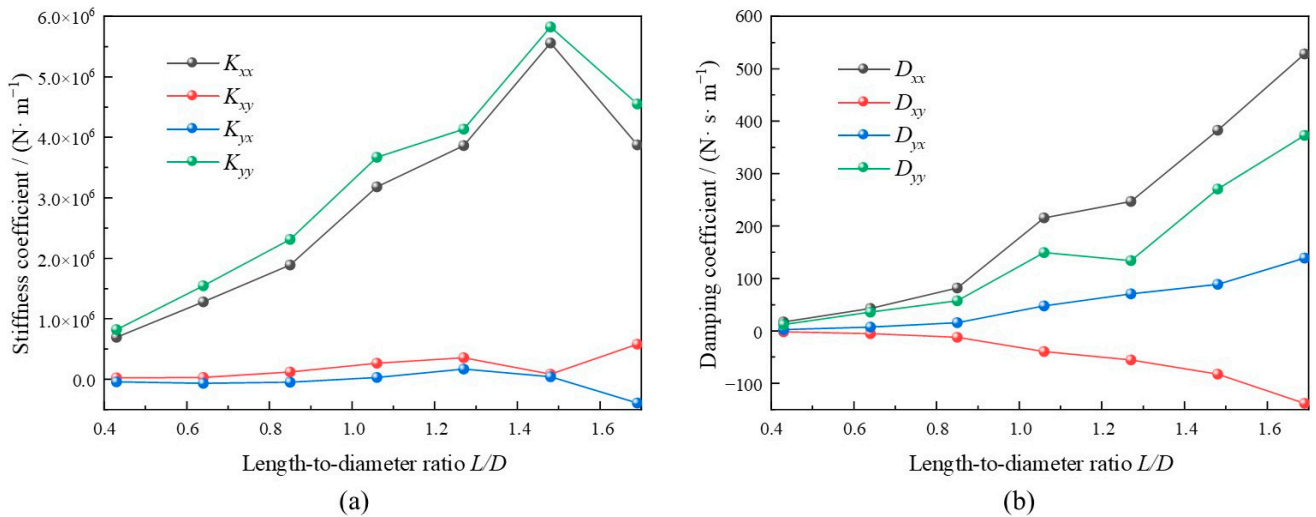 6.0×10⁶
5.0×10⁶
4.0×10⁶
3.0×10⁶
2.0×10⁶
1.0×10⁶
0.0
Stiffness coefficient / (N· m⁻¹)
Kxx
Kxy
Kyx
Kyy
0.4 0.6 0.8 1.0 1.2 1.4 1.6
Length-to-diameter ratio L/D
(a)
600
500
400
300
200
100
0
−100
Damping coefficient / (N· s· m⁻¹)
Dxx
Dxy
Dyx
Dyy
0.4 0.6 0.8 1.0 1.2 1.4 1.6
Length-to-diameter ratio L/D
(b)